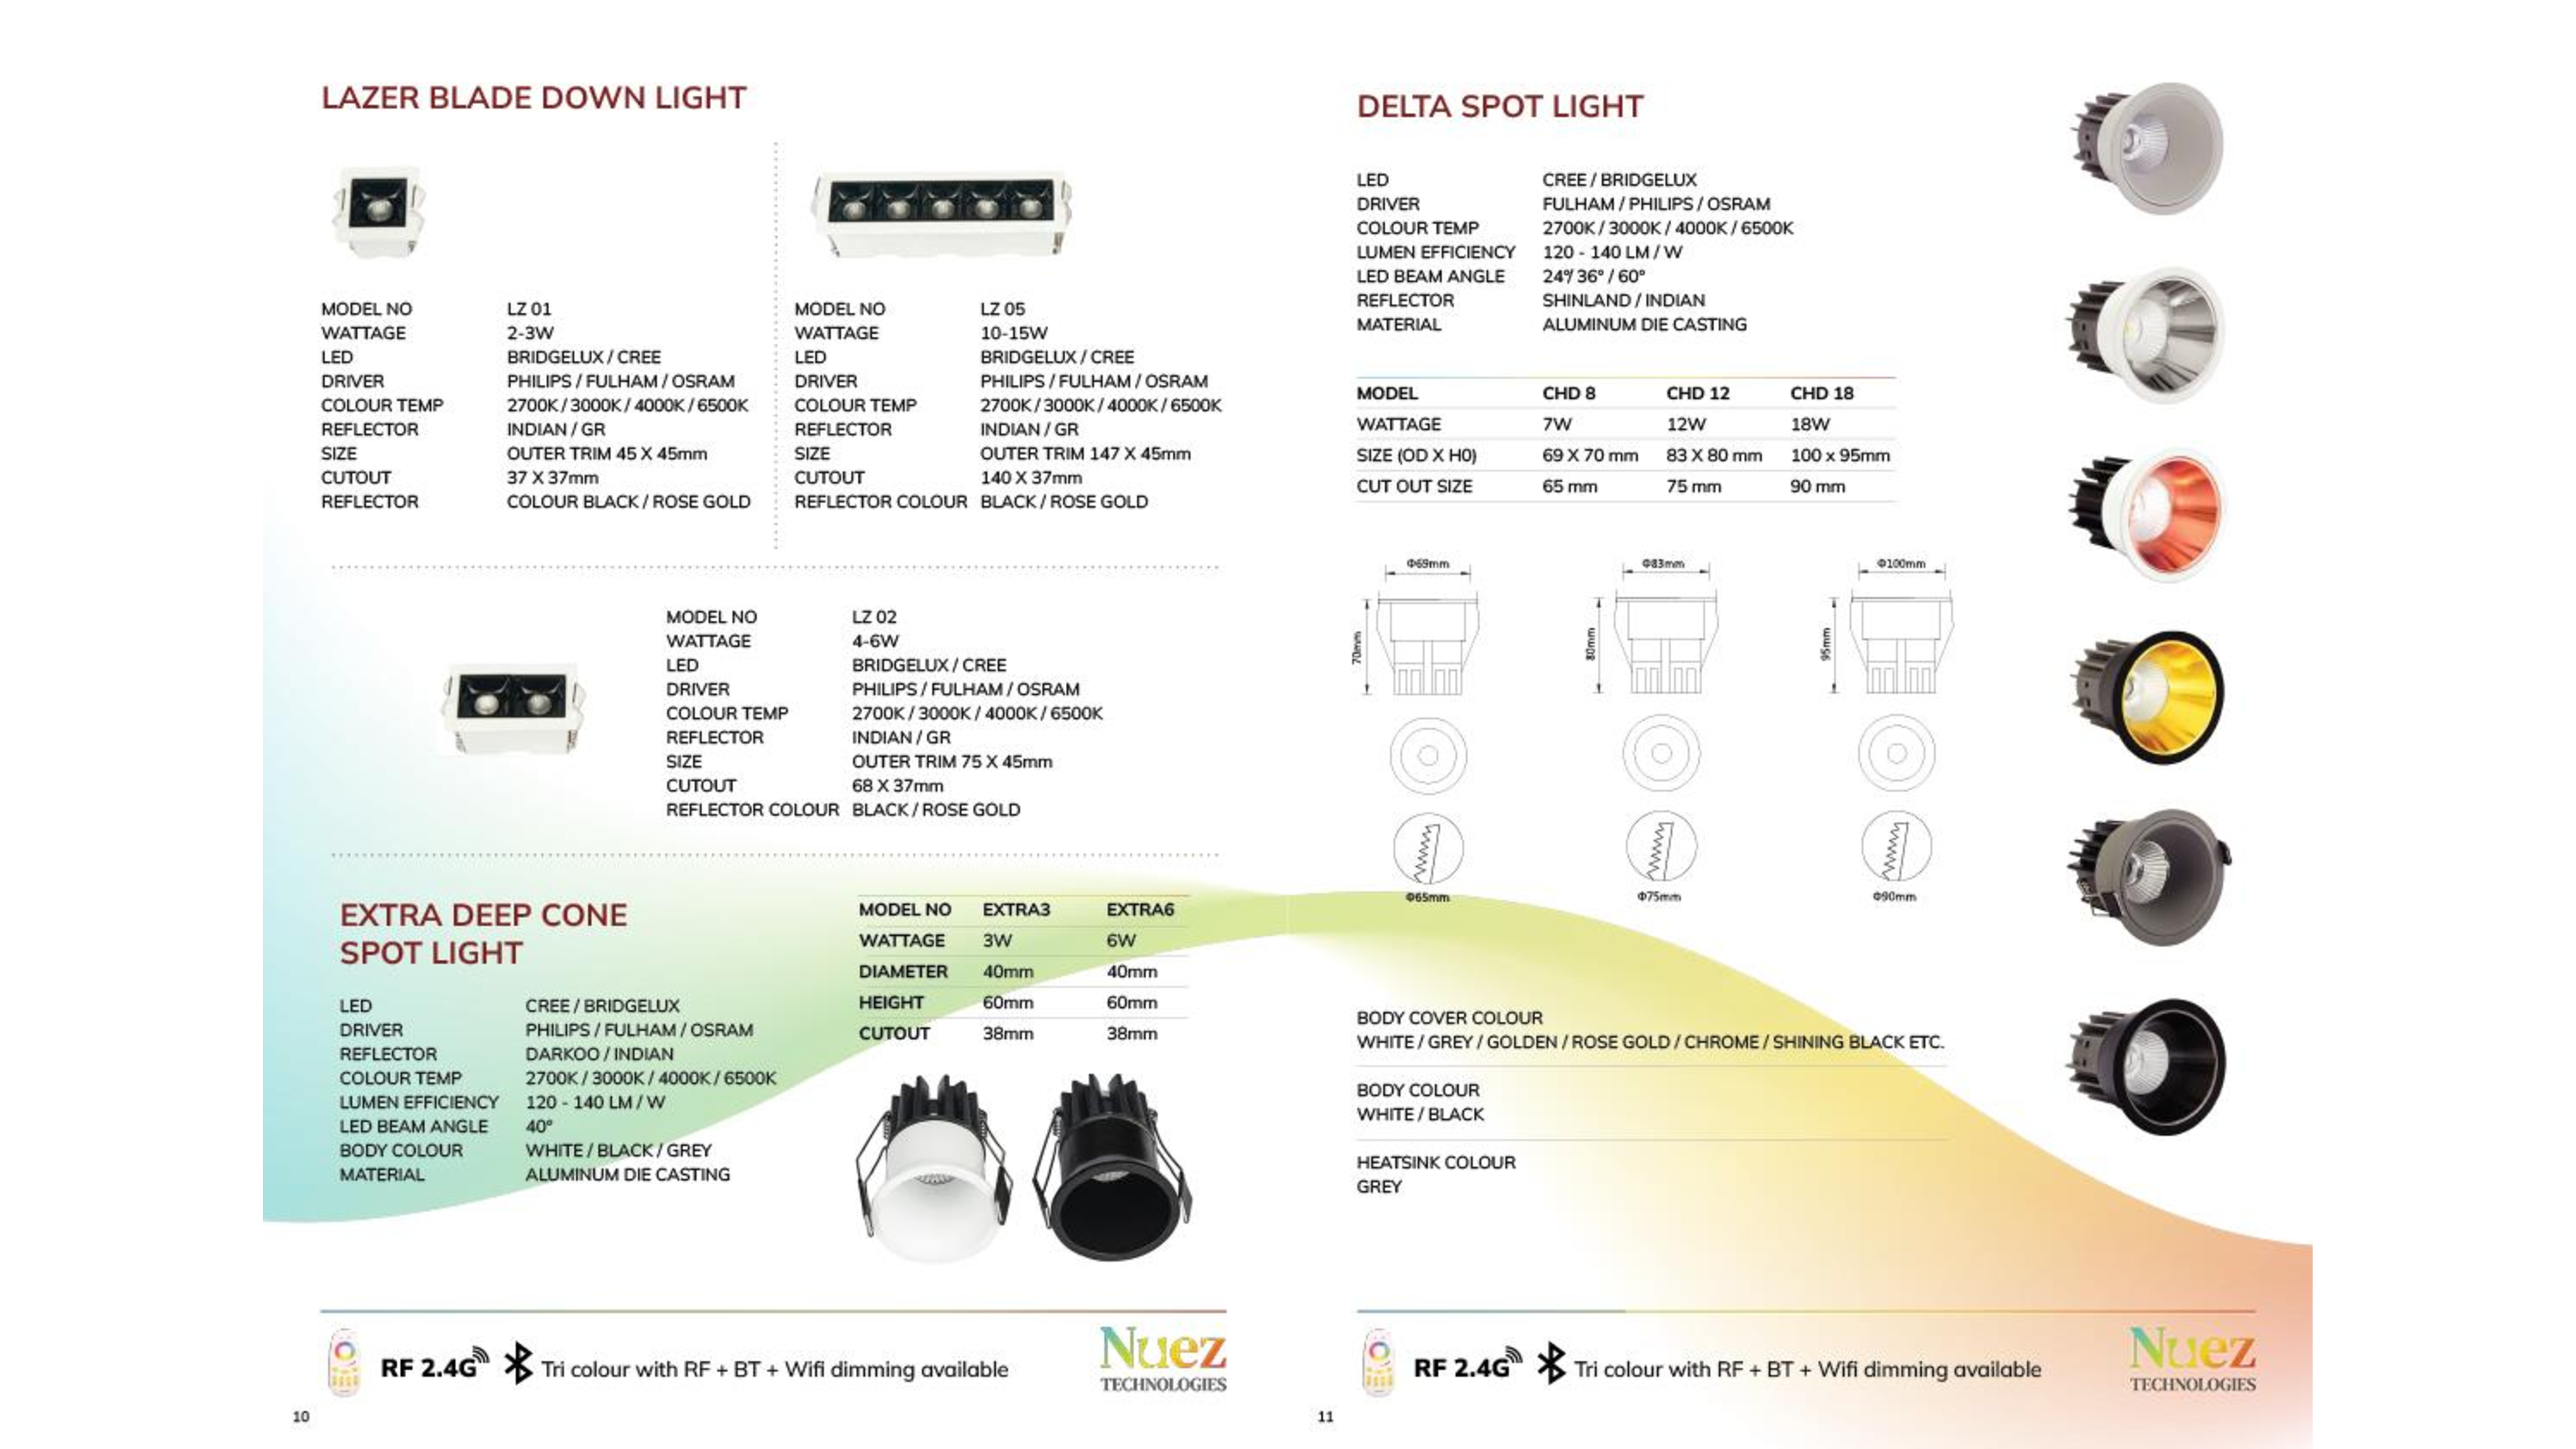 LAZER BLADE DOWN LIGHT
MODEL NO LZ 01
WATTAGE 2-3W
LED BRIDGELUX / CREE
DRIVER PHILIPS / FULHAM / OSRAM
COLOUR TEMP 2700K / 3000K / 4000K / 6500K
REFLECTOR INDIAN / GR
SIZE OUTER TRIM 45 X 45mm
CUTOUT 37 X 37mm
REFLECTOR COLOUR BLACK / ROSE GOLD
MODEL NO LZ 05
WATTAGE 10-15W
LED BRIDGELUX / CREE
DRIVER PHILIPS / FULHAM / OSRAM
COLOUR TEMP 2700K / 3000K / 4000K / 6500K
REFLECTOR INDIAN / GR
SIZE OUTER TRIM 147 X 45mm
CUTOUT 140 X 37mm
REFLECTOR COLOUR BLACK / ROSE GOLD
MODEL NO LZ 02
WATTAGE 4-6W
LED BRIDGELUX / CREE
DRIVER PHILIPS / FULHAM / OSRAM
COLOUR TEMP 2700K / 3000K / 4000K / 6500K
REFLECTOR INDIAN / GR
SIZE OUTER TRIM 75 X 45mm
CUTOUT 68 X 37mm
REFLECTOR COLOUR BLACK / ROSE GOLD
EXTRA DEEP CONE
SPOT LIGHT
LED CREE / BRIDGELUX
DRIVER PHILIPS / FULHAM / OSRAM
REFLECTOR DARKOO / INDIAN
COLOUR TEMP 2700K / 3000K / 4000K / 6500K
LUMEN EFFICIENCY 120 - 140 LM / W
LED BEAM ANGLE 40°
BODY COLOUR WHITE / BLACK / GREY
MATERIAL ALUMINUM DIE CASTING
MODEL NO EXTRA3 EXTRA6
WATTAGE 3W 6W
DIAMETER 40mm 40mm
HEIGHT 60mm 60mm
CUTOUT 38mm 38mm
RF 2.4G Tri colour with RF + BT + Wifi dimming available
Nuez
TECHNOLOGIES
10
DELTA SPOT LIGHT
LED CREE / BRIDGELUX
DRIVER FULHAM / PHILIPS / OSRAM
COLOUR TEMP 2700K / 3000K / 4000K / 6500K
LUMEN EFFICIENCY 120 - 140 LM / W
LED BEAM ANGLE 24°/ 36° / 60°
REFLECTOR SHINLAND / INDIAN
MATERIAL ALUMINUM DIE CASTING
MODEL CHD 8 CHD 12 CHD 18
WATTAGE 7W 12W 18W
SIZE (OD X H0) 69 X 70 mm 83 X 80 mm 100 x 95mm
CUT OUT SIZE 65 mm 75 mm 90 mm
Φ69mm Φ83mm Φ100mm
70mm 80mm 95mm
Φ65mm Φ75mm Φ90mm
BODY COVER COLOUR
WHITE / GREY / GOLDEN / ROSE GOLD / CHROME / SHINING BLACK ETC.
BODY COLOUR
WHITE / BLACK
HEATSINK COLOUR
GREY
RF 2.4G Tri colour with RF + BT + Wifi dimming available
Nuez
TECHNOLOGIES
11